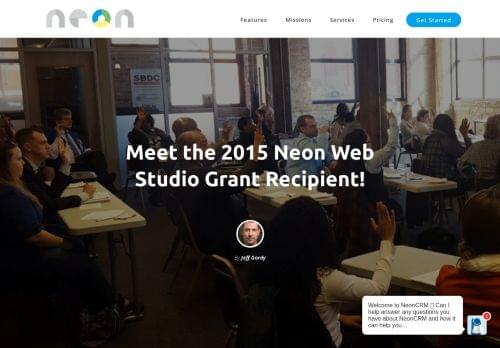 neon
Features Missions Services Pricing Get Started
SBDC
Meet the 2015 Neon Web
Studio Grant Recipient!
By Jeff Gordy
Welcome to NeonCRM 👋 Can I
help answer any questions you
have about NeonCRM and how it
can help you...
1